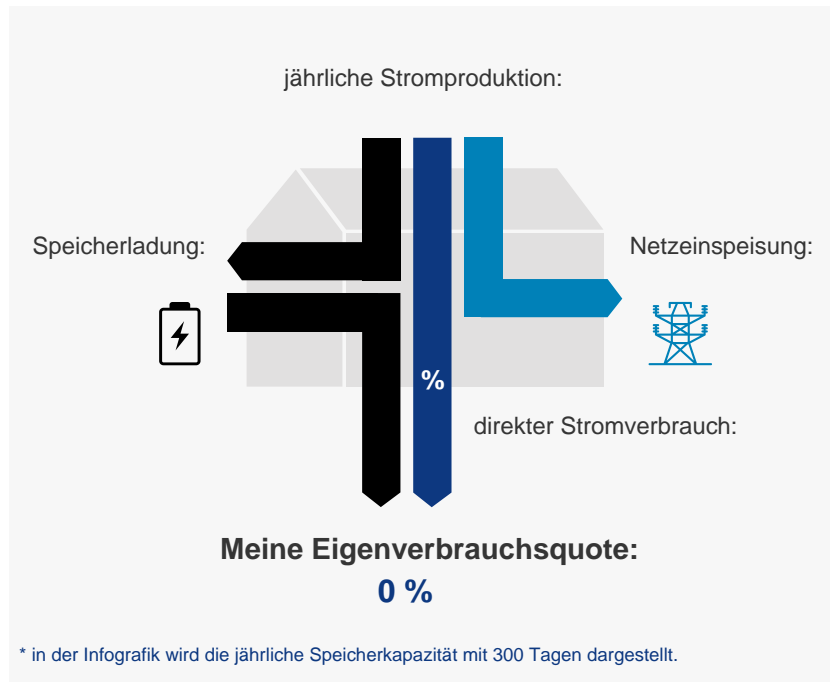 jährliche Stromproduktion:
Speicherladung:
Netzeinspeisung:
%
direkter Stromverbrauch:
Meine Eigenverbrauchsquote:
0 %
* in der Infografik wird die jährliche Speicherkapazität mit 300 Tagen dargestellt.